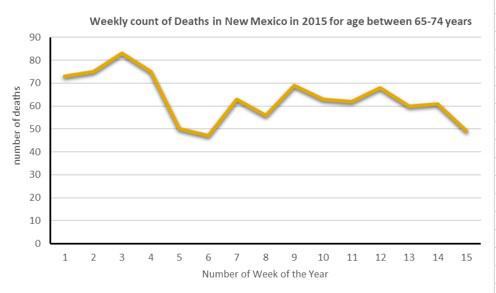 Weekly count of Deaths in New Mexico in 2015 for age between 65-74 years
number of deaths
90
80
70
60
50
40
30
20
10
0
1 2 3 4 5 6 7 8 9 10 11 12 13 14 15
Number of Week of the Year